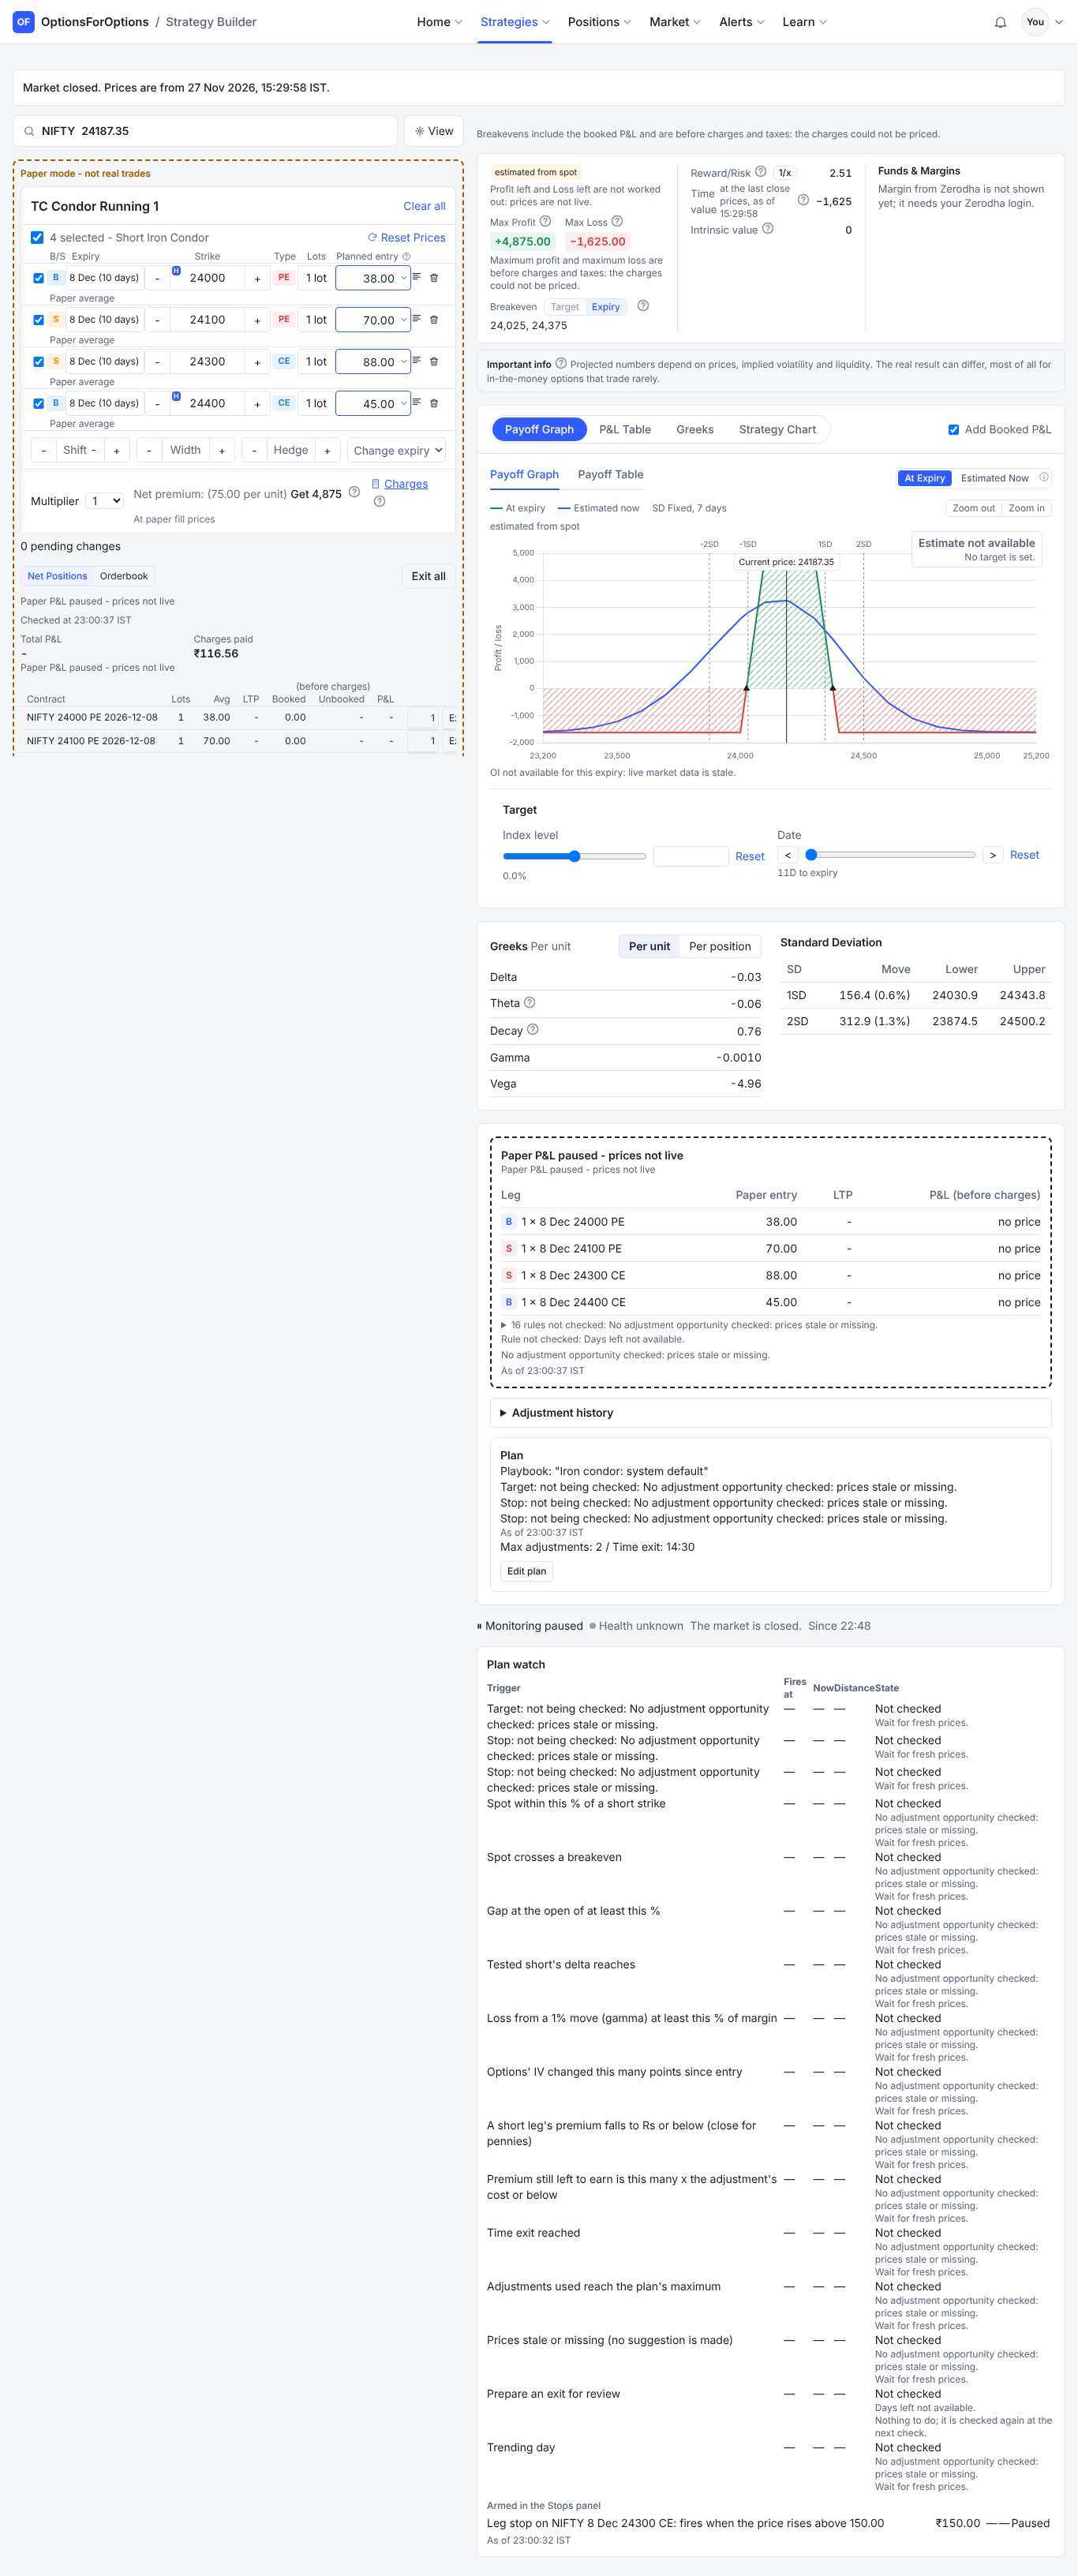 OF OptionsForOptions / Strategy Builder Home Strategies Positions Market Alerts Learn You
Market closed. Prices are from 27 Nov 2026, 15:29:58 IST.
NIFTY 24187.35 View
Paper mode - not real trades
TC Condor Running 1 Clear all
4 selected - Short Iron Condor Reset Prices
B/S Expiry Strike Type Lots Planned entry
B 8 Dec (10 days) - H 24000 + PE 1 lot 38.00
Paper average
S 8 Dec (10 days) - 24100 + PE 1 lot 70.00
Paper average
S 8 Dec (10 days) - 24300 + CE 1 lot 88.00
Paper average
B 8 Dec (10 days) - H 24400 + CE 1 lot 45.00
Paper average
- Shift - + - Width + - Hedge + Change expiry
Multiplier 1 Net premium: (75.00 per unit) Get 4,875 Charges
At paper fill prices
0 pending changes
Net Positions Orderbook Exit all
Paper P&L paused - prices not live
Checked at 23:00:37 IST
Total P&L Charges paid
- ₹116.56
Paper P&L paused - prices not live
(before charges)
Contract Lots Avg LTP Booked Unbooked P&L
NIFTY 24000 PE 2026-12-08 1 38.00 - 0.00 - - 1
NIFTY 24100 PE 2026-12-08 1 70.00 - 0.00 - - 1
Breakevens include the booked P&L and are before charges and taxes: the charges could not be priced.
estimated from spot
Profit left and Loss left are not worked
out: prices are not live.
Max Profit Max Loss
+4,875.00 −1,625.00
Maximum profit and maximum loss are
before charges and taxes: the charges
could not be priced.
Breakeven Target Expiry
24,025, 24,375
Reward/Risk 1/x 2.51
Time value at the last close prices, as of 15:29:58 −1,625
Intrinsic value 0
Funds & Margins
Margin from Zerodha is not shown
yet; it needs your Zerodha login.
Important info Projected numbers depend on prices, implied volatility and liquidity. The real result can differ, most of all for
in-the-money options that trade rarely.
Payoff Graph P&L Table Greeks Strategy Chart Add Booked P&L
Payoff Graph Payoff Table At Expiry Estimated Now
At expiry Estimated now SD Fixed, 7 days Zoom out Zoom in
estimated from spot
Estimate not available
No target is set.
-2SD -1SD 1SD 2SD
Current price: 24187.35
Profit / loss
5,000
4,000
3,000
2,000
1,000
0
-1,000
-2,000
23,200 23,500 24,000 24,500 25,000 25,200
OI not available for this expiry: live market data is stale.
Target
Index level Date
Reset < > Reset
0.0% 11D to expiry
Greeks Per unit Per unit Per position
Delta -0.03
Theta -0.06
Decay 0.76
Gamma -0.0010
Vega -4.96
Standard Deviation
SD Move Lower Upper
1SD 156.4 (0.6%) 24030.9 24343.8
2SD 312.9 (1.3%) 23874.5 24500.2
Paper P&L paused - prices not live
Paper P&L paused - prices not live
Leg Paper entry LTP P&L (before charges)
B 1 × 8 Dec 24000 PE 38.00 - no price
S 1 × 8 Dec 24100 PE 70.00 - no price
S 1 × 8 Dec 24300 CE 88.00 - no price
B 1 × 8 Dec 24400 CE 45.00 - no price
16 rules not checked: No adjustment opportunity checked: prices stale or missing.
Rule not checked: Days left not available.
No adjustment opportunity checked: prices stale or missing.
As of 23:00:37 IST
Adjustment history
Plan
Playbook: "Iron condor: system default"
Target: not being checked: No adjustment opportunity checked: prices stale or missing.
Stop: not being checked: No adjustment opportunity checked: prices stale or missing.
Stop: not being checked: No adjustment opportunity checked: prices stale or missing.
As of 23:00:37 IST
Max adjustments: 2 / Time exit: 14:30
Edit plan
Monitoring paused Health unknown The market is closed. Since 22:48
Plan watch
Trigger Fires at Now Distance State
Target: not being checked: No adjustment opportunity — — — Not checked
checked: prices stale or missing. Wait for fresh prices.
Stop: not being checked: No adjustment opportunity — — — Not checked
checked: prices stale or missing. Wait for fresh prices.
Stop: not being checked: No adjustment opportunity — — — Not checked
checked: prices stale or missing. Wait for fresh prices.
Spot within this % of a short strike — — — Not checked
No adjustment opportunity checked:
prices stale or missing.
Wait for fresh prices.
Spot crosses a breakeven — — — Not checked
No adjustment opportunity checked:
prices stale or missing.
Wait for fresh prices.
Gap at the open of at least this % — — — Not checked
No adjustment opportunity checked:
prices stale or missing.
Wait for fresh prices.
Tested short's delta reaches — — — Not checked
No adjustment opportunity checked:
prices stale or missing.
Wait for fresh prices.
Loss from a 1% move (gamma) at least this % of margin — — — Not checked
No adjustment opportunity checked:
prices stale or missing.
Wait for fresh prices.
Options' IV changed this many points since entry — — — Not checked
No adjustment opportunity checked:
prices stale or missing.
Wait for fresh prices.
A short leg's premium falls to Rs or below (close for — — — Not checked
pennies) No adjustment opportunity checked:
prices stale or missing.
Wait for fresh prices.
Premium still left to earn is this many x the adjustment's — — — Not checked
cost or below No adjustment opportunity checked:
prices stale or missing.
Wait for fresh prices.
Time exit reached — — — Not checked
No adjustment opportunity checked:
prices stale or missing.
Wait for fresh prices.
Adjustments used reach the plan's maximum — — — Not checked
No adjustment opportunity checked:
prices stale or missing.
Wait for fresh prices.
Prices stale or missing (no suggestion is made) — — — Not checked
No adjustment opportunity checked:
prices stale or missing.
Wait for fresh prices.
Prepare an exit for review — — — Not checked
Days left not available.
Nothing to do; it is checked again at the
next check.
Trending day — — — Not checked
No adjustment opportunity checked:
prices stale or missing.
Wait for fresh prices.
Armed in the Stops panel
Leg stop on NIFTY 8 Dec 24300 CE: fires when the price rises above 150.00 ₹150.00 — — Paused
As of 23:00:32 IST